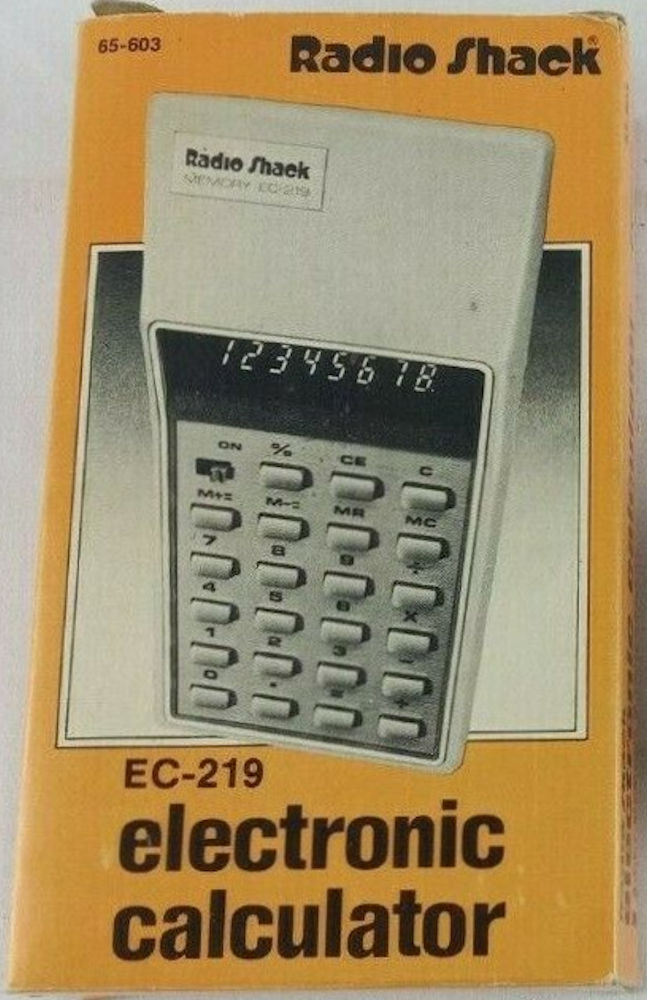 65-603
Radio Shack®
Radio Shack
MEMORY EC-219
12345678.
ON % CE C
M+= M-= MR MC
7 8 9 ÷
4 5 6 X
1 2 3 -
0 . = +
EC-219
electronic
calculator